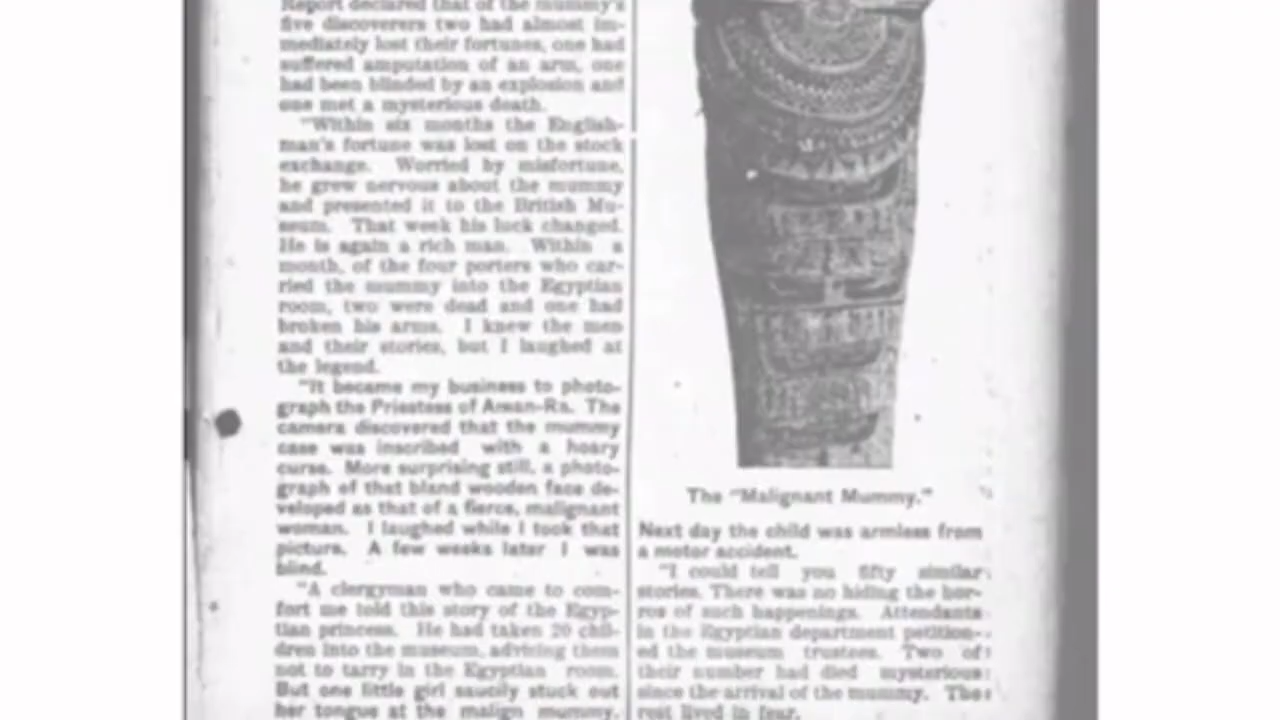 Report declared that of the mummy's
five discoverers two had almost im-
mediately lost their fortunes, one had
suffered amputation of an arm, one
had been blinded by an explosion and
one met a mysterious death.
"Within six months the English-
man's fortune was lost on the stock
exchange. Worried by misfortune,
he grew nervous about the mummy
and presented it to the British Mu-
seum. That week his luck changed.
He is again a rich man. Within a
month, of the four porters who car-
ried the mummy into the Egyptian
room, two were dead and one had
broken his arms. I knew the men
and their stories, but I laughed at
the legend.
"It became my business to photo-
graph the Priestess of Aman-Ra. The
camera discovered that the mummy
case was inscribed with a hoary
curse. More surprising still, a photo-
graph of that bland wooden face de-
veloped as that of a fierce, malignant
woman. I laughed while I took that
picture. A few weeks later I was
blind.
"A clergyman who came to com-
fort me told this story of the Egyp-
tian princess. He had taken 20 chil-
dren into the museum, advising them
not to tarry in the Egyptian room.
But one little girl saucily stuck out
her tongue at the malign mummy.
The "Malignant Mummy."
Next day the child was armless from
a motor accident.
"I could tell you fifty similar
stories. There was no hiding the hor-
ros of such happenings. Attendants
in the Egyptian department petition-
ed the museum trustees. Two of
their number had died mysterious
since the arrival of the mummy. The
rest lived in fear.